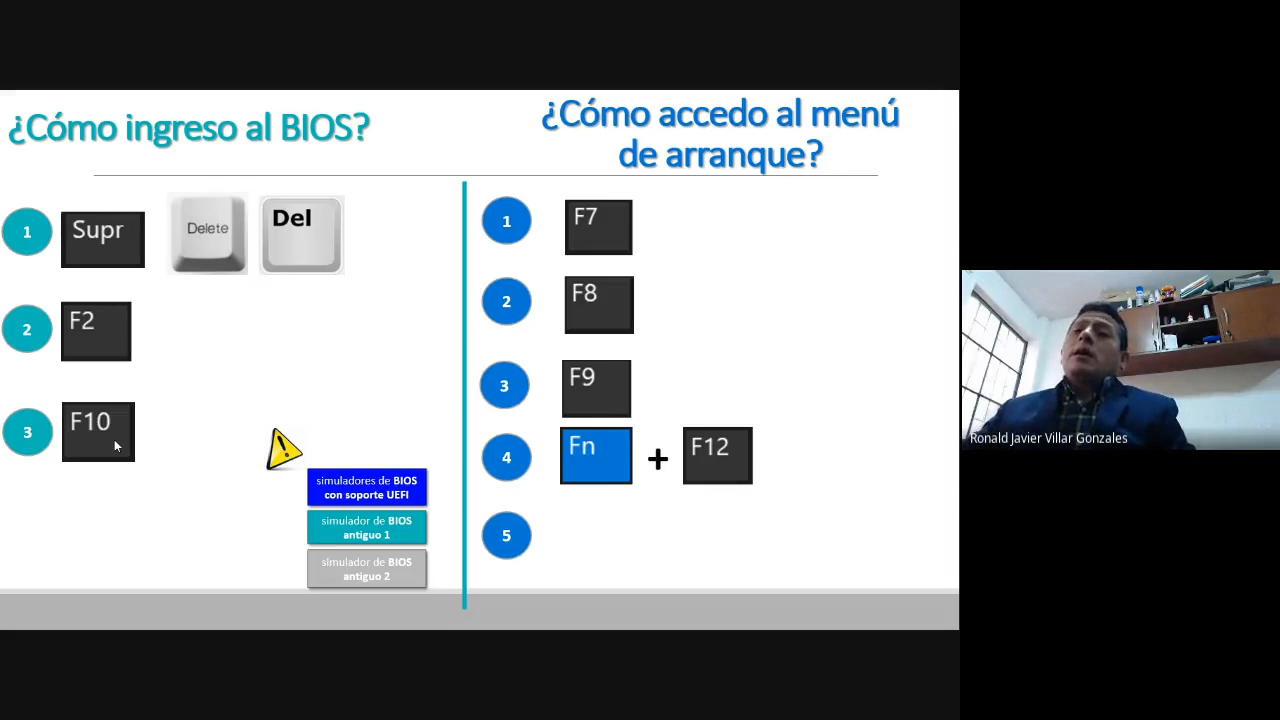 ¿Cómo ingreso al BIOS?
1
Supr
Delete
Del
2
F2
3
F10
simuladores de BIOS
con soporte UEFI
simulador de BIOS
antiguo 1
simulador de BIOS
antiguo 2
¿Cómo accedo al menú
de arranque?
1
F7
2
F8
3
F9
4
Fn + F12
5
Ronald Javier Villar Gonzales